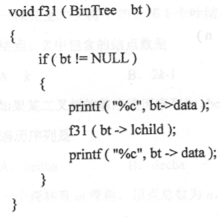 void f31 ( BinTree bt )
{
if ( bt != NULL )
{
printf ( "%c", bt->data );
f31 ( bt -> lchild );
printf ( "%c", bt -> data );
}
}